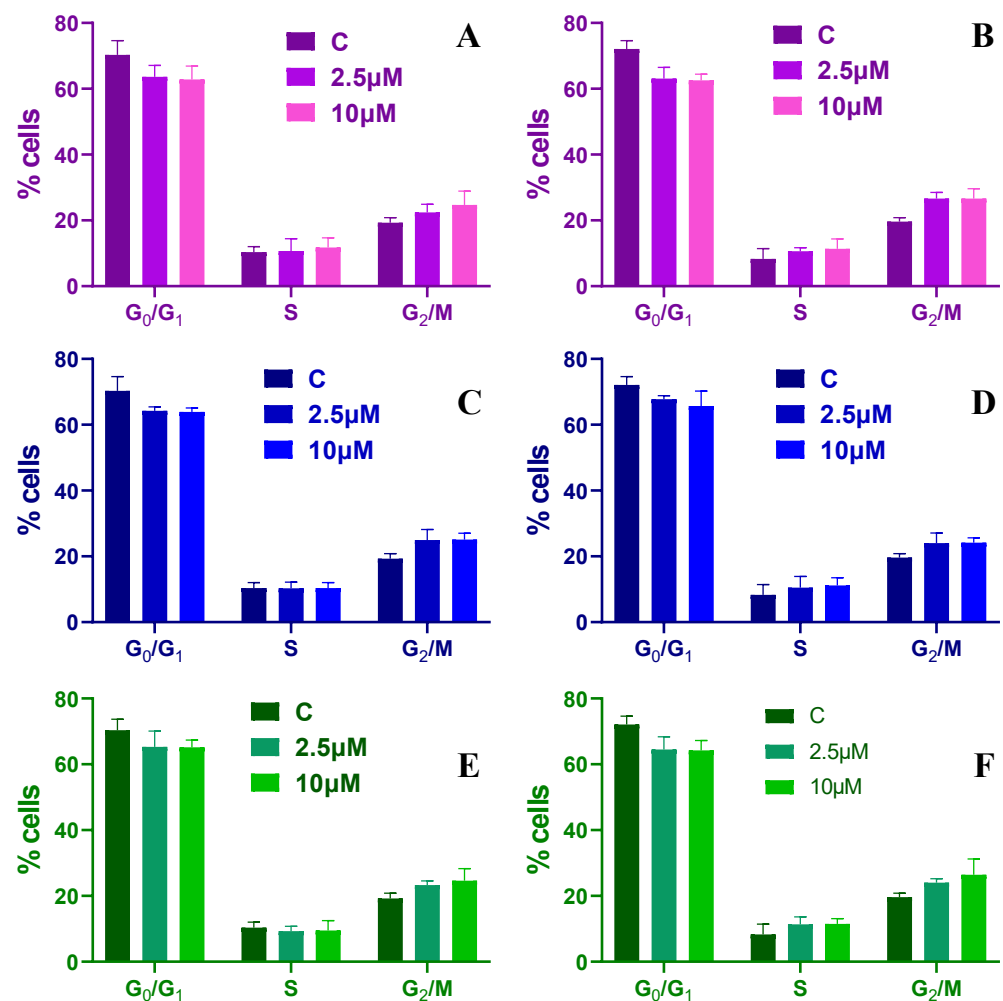 80
60
40
20
0
% cells
C
2.5µM
10µM
A
G₀/G₁ S G₂/M
80
60
40
20
0
% cells
C
2.5µM
10µM
B
G₀/G₁ S G₂/M
80
60
40
20
0
% cells
C
2.5µM
10µM
C
G₀/G₁ S G₂/M
80
60
40
20
0
% cells
C
2.5µM
10µM
D
G₀/G₁ S G₂/M
80
60
40
20
0
% cells
C
2.5µM
10µM
E
G₀/G₁ S G₂/M
80
60
40
20
0
% cells
C
2.5µM
10µM
F
G₀/G₁ S G₂/M